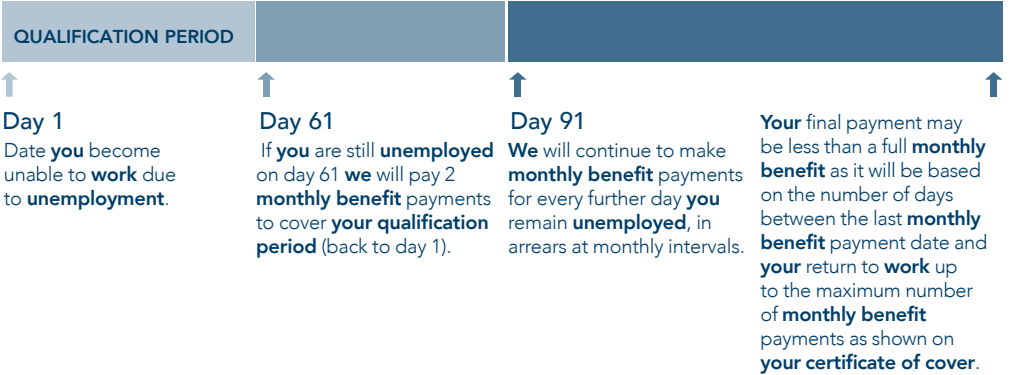 QUALIFICATION PERIOD
Day 1
Date you become
unable to work due
to unemployment.
Day 61
If you are still unemployed
on day 61 we will pay 2
monthly benefit payments
to cover your qualification
period (back to day 1).
Day 91
We will continue to make
monthly benefit payments
for every further day you
remain unemployed, in
arrears at monthly intervals.
Your final payment may
be less than a full monthly
benefit as it will be based
on the number of days
between the last monthly
benefit payment date and
your return to work up
to the maximum number
of monthly benefit
payments as shown on
your certificate of cover.